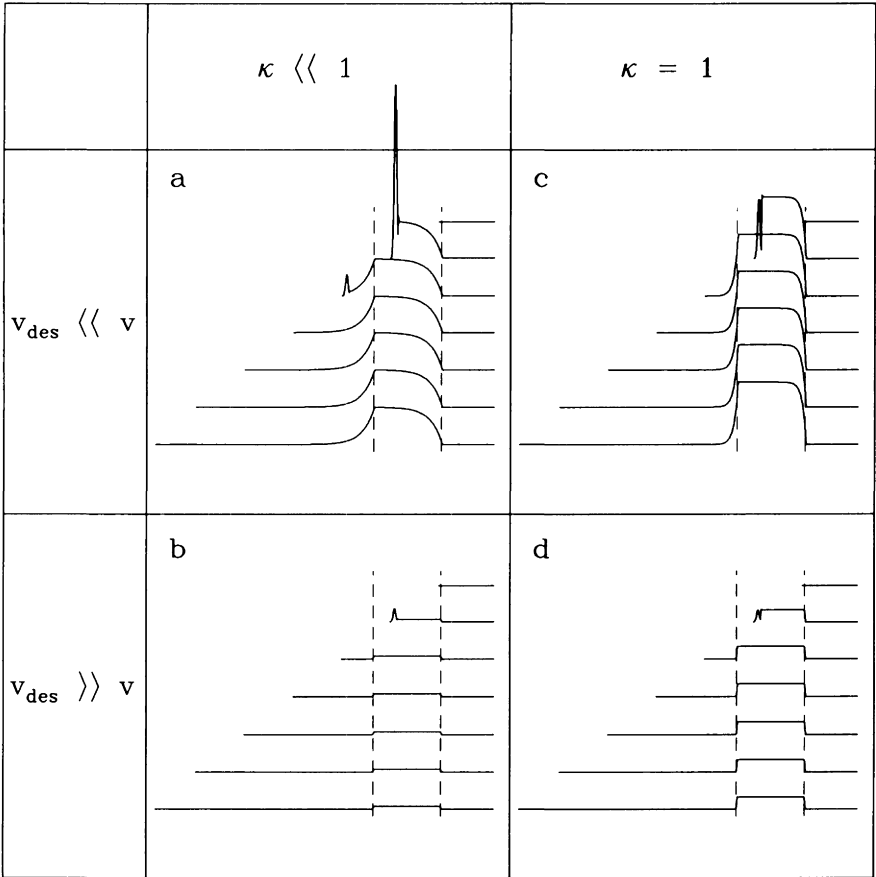 κ ⟨⟨ 1
κ = 1
a
c
v_des ⟨⟨ v
b
d
v_des ⟩⟩ v